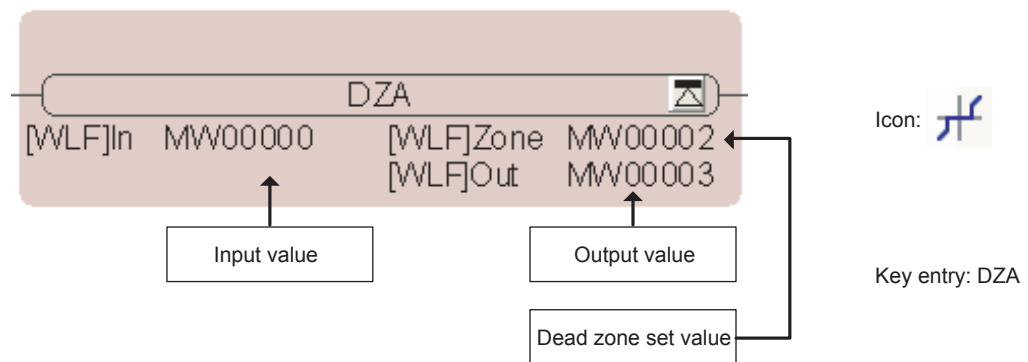 DZA
[WLF]In MW00000 [WLF]Zone MW00002
[WLF]Out MW00003
Input value
Output value
Dead zone set value
Icon:
Key entry: DZA